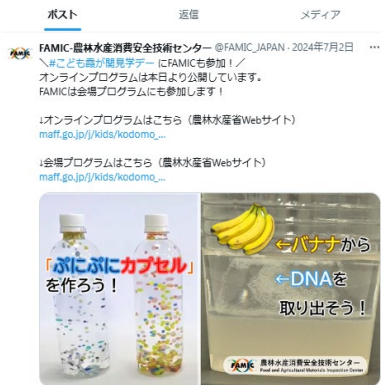 ポスト
返信
メディア
FAMIC-農林水産消費安全技術センター @FAMIC_JAPAN · 2024年7月2日
＼#こども霞が関見学デー にFAMICも参加！／
オンラインプログラムは本日より公開しています。
FAMICは会場プログラムにも参加します！
↓オンラインプログラムはこちら（農林水産省Webサイト）
maff.go.jp/j/kids/kodomo_...
↓会場プログラムはこちら（農林水産省Webサイト）
maff.go.jp/j/kids/kodomo_...
「ぷにぷにカプセル」
を作ろう！
←バナナから
←DNAを
取り出そう！
FAMIC 農林水産消費安全技術センター
Food and Agricultural Materials Inspection Center